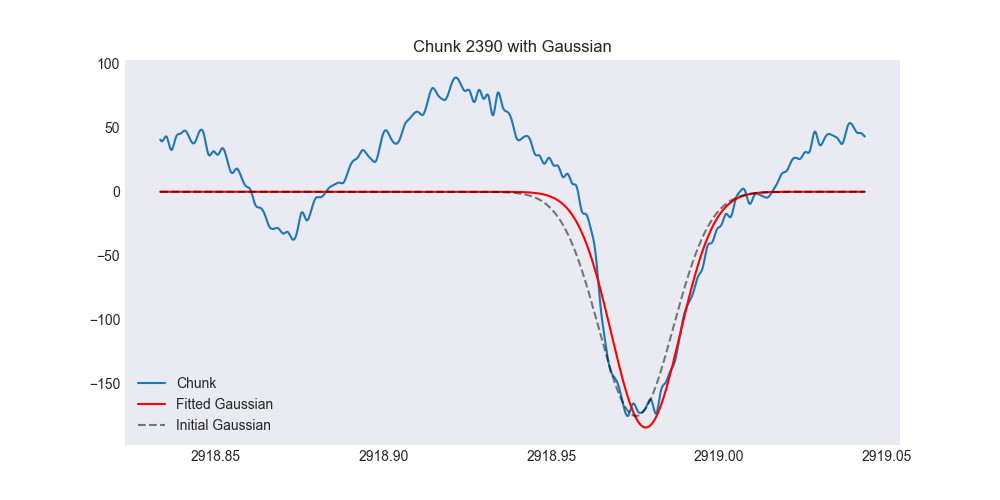 Chunk 2390 with Gaussian
100
50
0
−50
−100
−150
Chunk
Fitted Gaussian
Initial Gaussian
2918.85 2918.90 2918.95 2919.00 2919.05